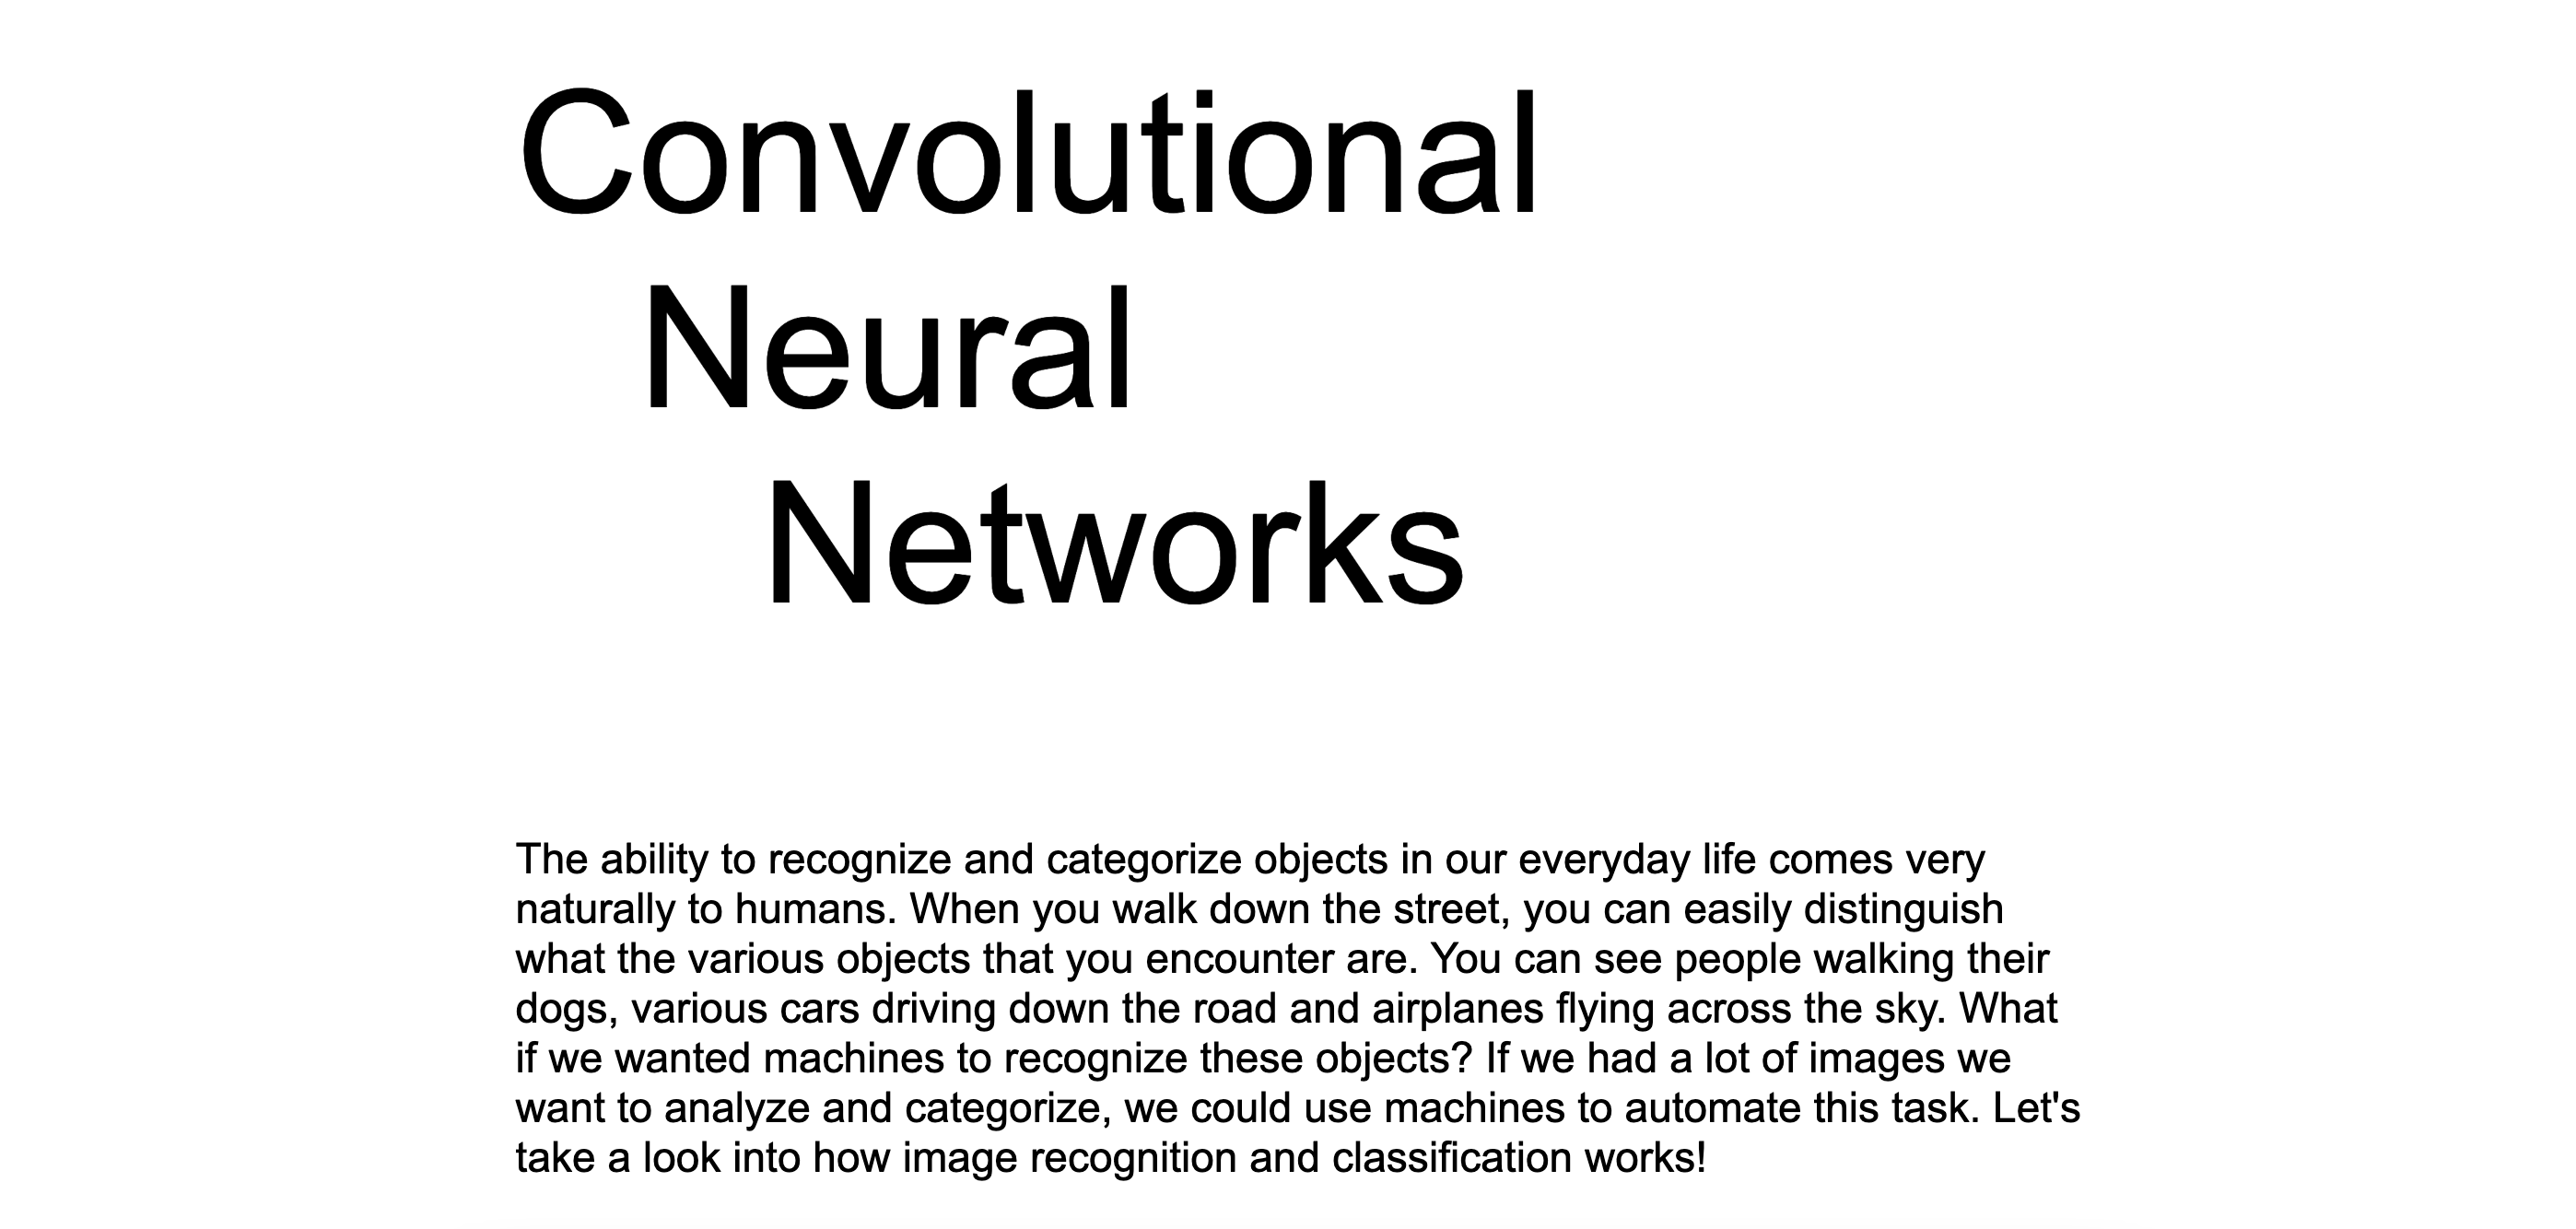 Convolutional
Neural
Networks
The ability to recognize and categorize objects in our everyday life comes very
naturally to humans. When you walk down the street, you can easily distinguish
what the various objects that you encounter are. You can see people walking their
dogs, various cars driving down the road and airplanes flying across the sky. What
if we wanted machines to recognize these objects? If we had a lot of images we
want to analyze and categorize, we could use machines to automate this task. Let's
take a look into how image recognition and classification works!